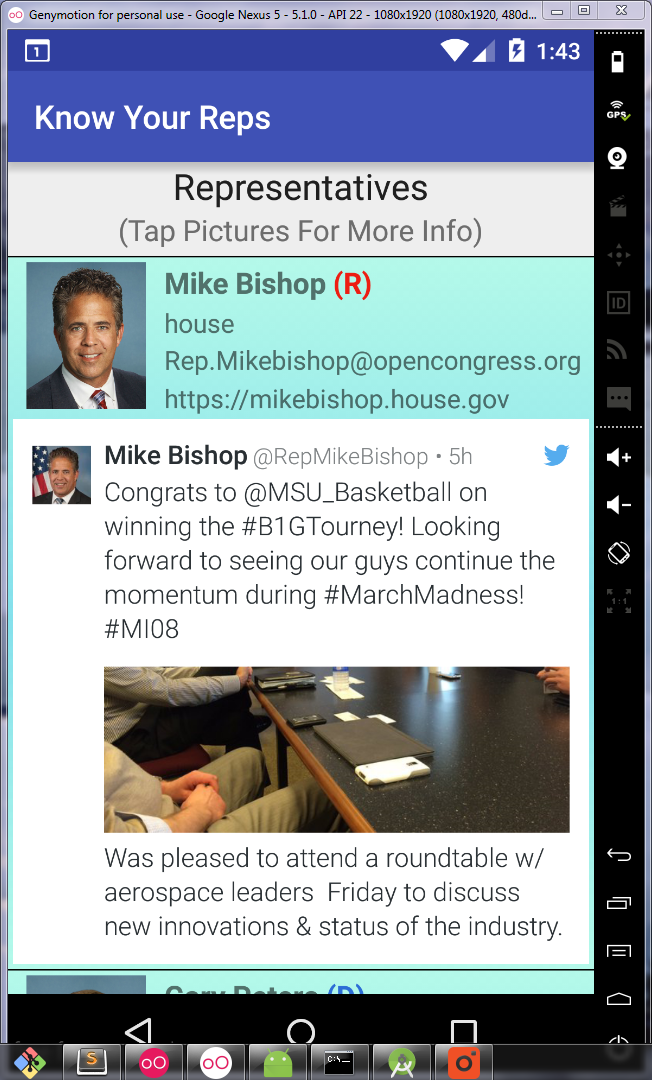 Genymotion for personal use - Google Nexus 5 - 5.1.0 - API 22 - 1080x1920 (1080x1920, 480d...
1
1:43
GPS
Know Your Reps
Representatives
(Tap Pictures For More Info)
Mike Bishop (R)
house
Rep.Mikebishop@opencongress.org
https://mikebishop.house.gov
ID
Mike Bishop @RepMikeBishop • 5h
Congrats to @MSU_Basketball on
winning the #B1GTourney! Looking
forward to seeing our guys continue the
momentum during #MarchMadness!
#MI08
1:1
Was pleased to attend a roundtable w/
aerospace leaders  Friday to discuss
new innovations & status of the industry.
Gary Peters (D)